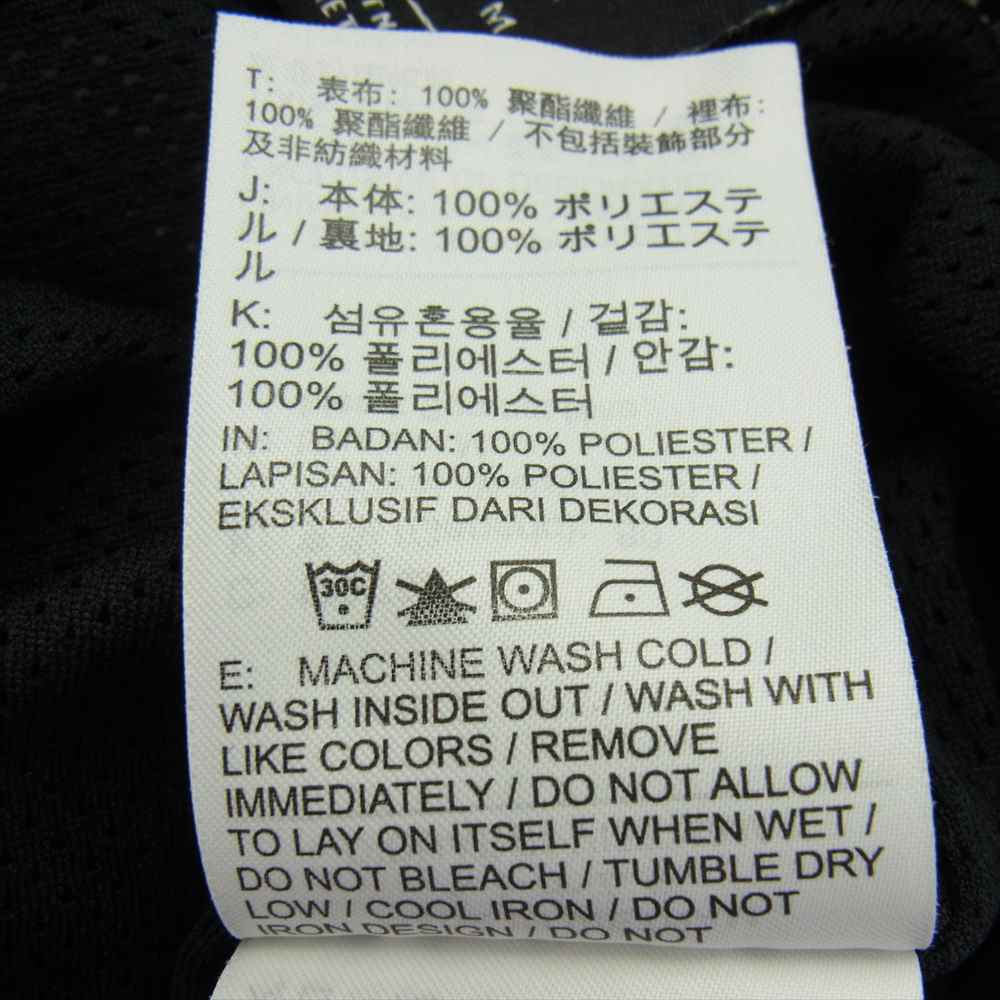 M
T: 表布: 100% 聚酯纖維 / 裡布:
100% 聚酯纖維 / 不包括裝飾部分
及非紡織材料
J: 本体: 100% ポリエステ
ル / 裏地: 100% ポリエステ
ル
K: 섬유혼용율 / 겉감:
100% 폴리에스터 / 안감:
100% 폴리에스터
IN: BADAN: 100% POLIESTER /
LAPISAN: 100% POLIESTER /
EKSKLUSIF DARI DEKORASI
30C
E: MACHINE WASH COLD /
WASH INSIDE OUT / WASH WITH
LIKE COLORS / REMOVE
IMMEDIATELY / DO NOT ALLOW
TO LAY ON ITSELF WHEN WET /
DO NOT BLEACH / TUMBLE DRY
LOW / COOL IRON / DO NOT
IRON DESIGN / DO NOT